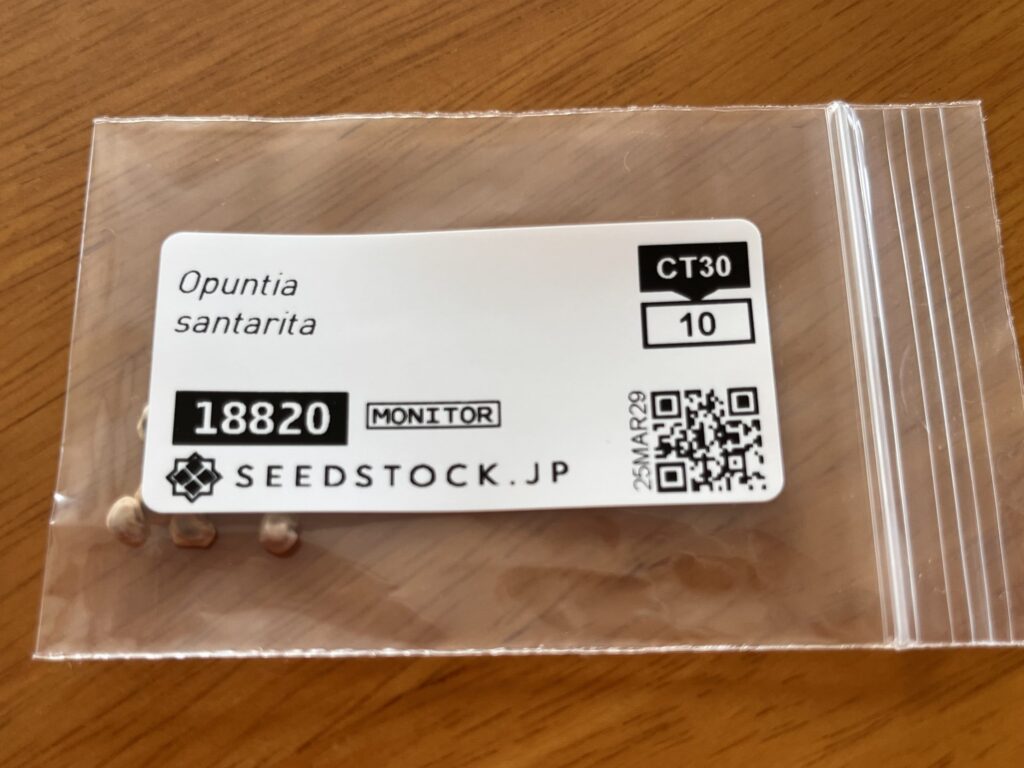 Opuntia
santarita
CT30
10
18820
MONITOR
25MAR29
SEEDSTOCK.JP